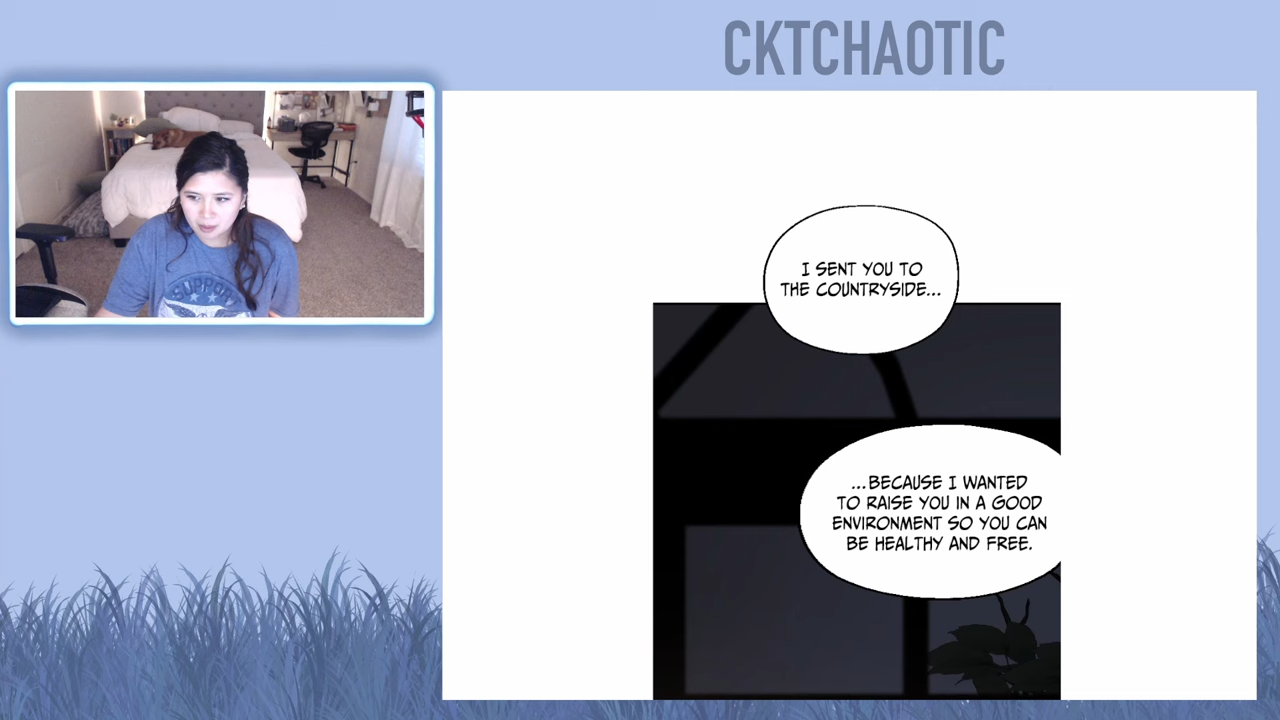 CKTCHAOTIC
SUPPORT
I SENT YOU TO
THE COUNTRYSIDE...
...BECAUSE I WANTED
TO RAISE YOU IN A GOOD
ENVIRONMENT SO YOU CAN
BE HEALTHY AND FREE.